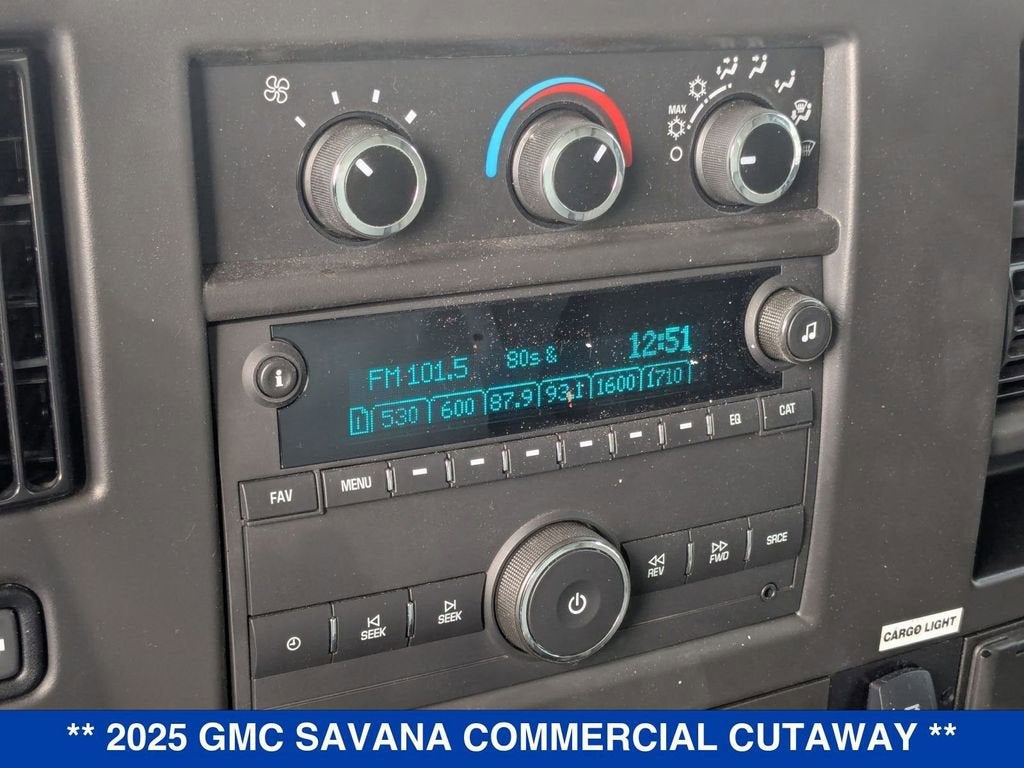 MAX
FM 101.5 80s & 12:51
1 530 600 87.9 93.1 1600 1710
i
FAV MENU EQ CAT
REV FWD SRCE
SEEK SEEK
CARGO LIGHT
** 2025 GMC SAVANA COMMERCIAL CUTAWAY **